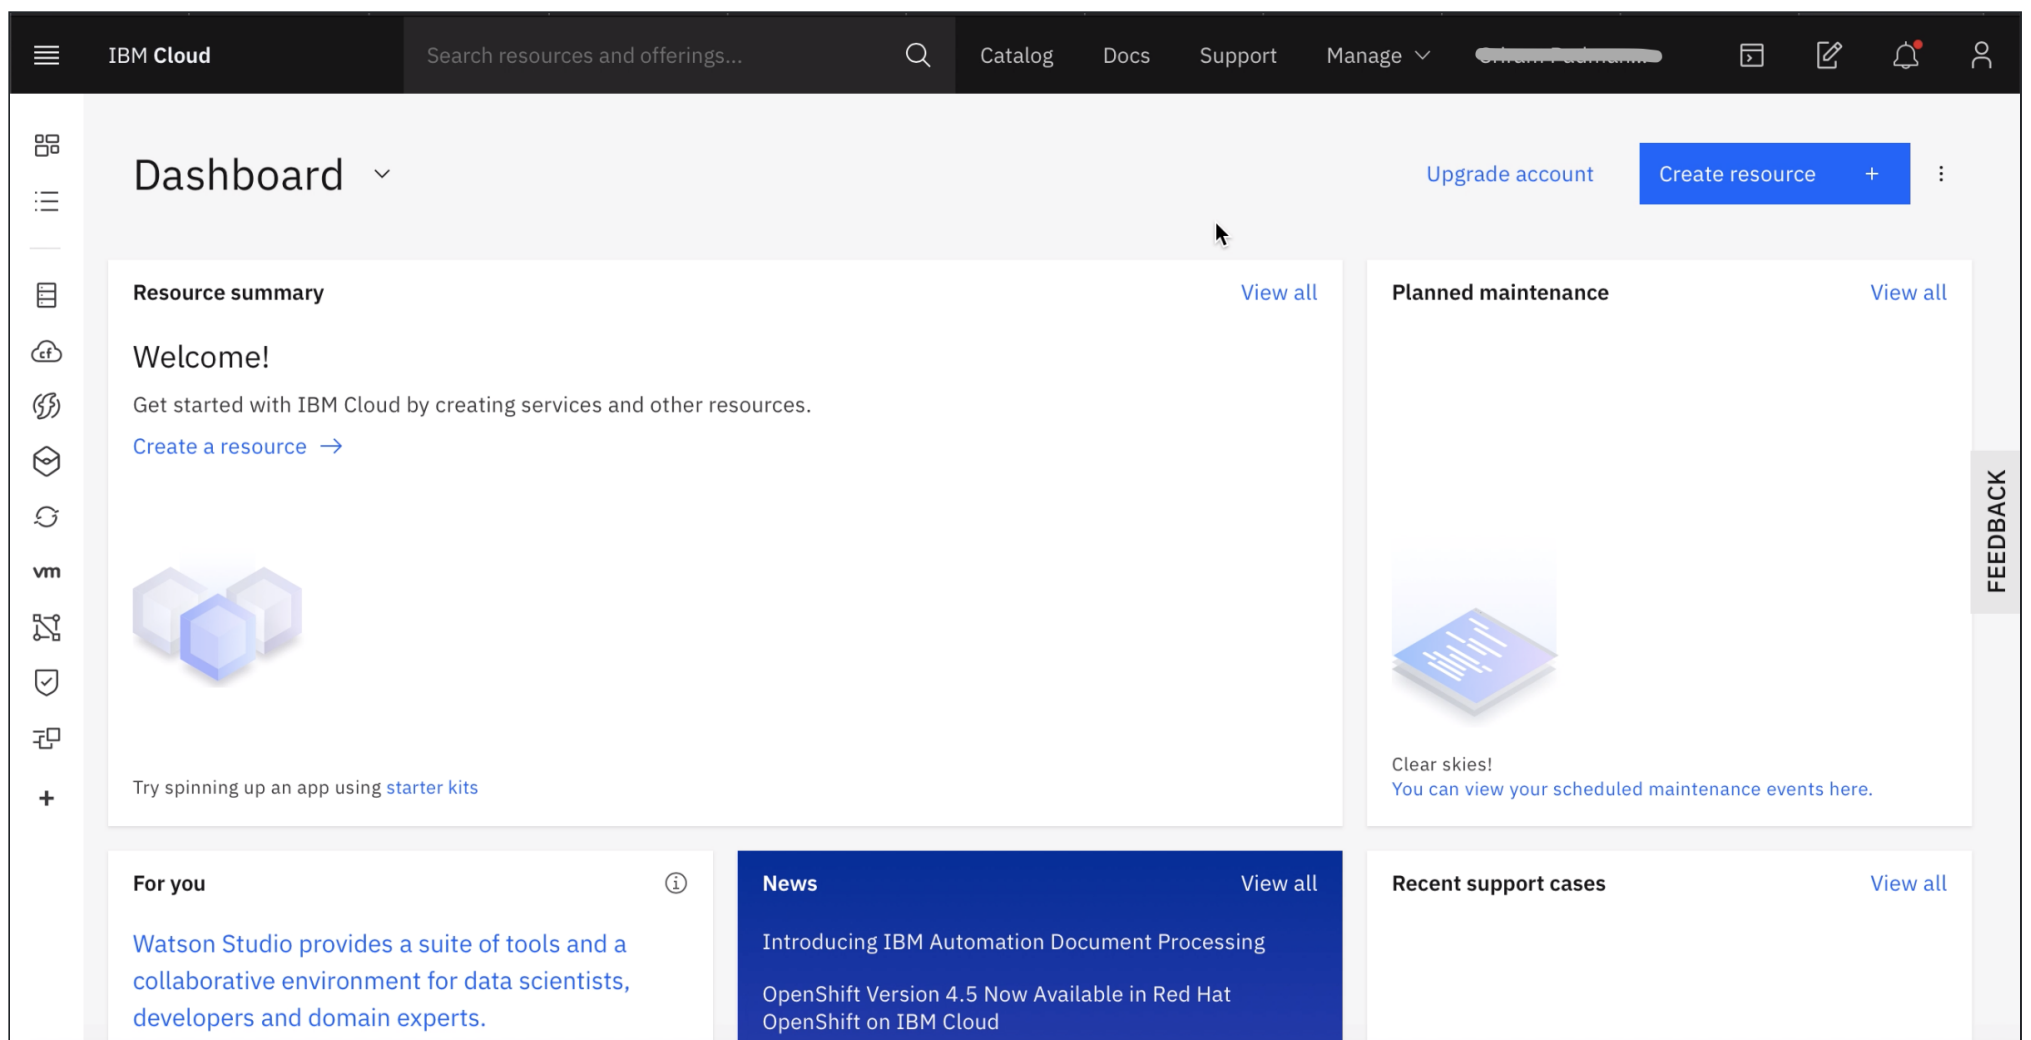 IBM Cloud
Search resources and offerings...
Catalog
Docs
Support
Manage
Dashboard
Upgrade account
Create resource +
Resource summary
View all
Welcome!
Get started with IBM Cloud by creating services and other resources.
Create a resource →
Try spinning up an app using starter kits
Planned maintenance
View all
Clear skies!
You can view your scheduled maintenance events here.
cf
vm
FEEDBACK
For you
Watson Studio provides a suite of tools and a
collaborative environment for data scientists,
developers and domain experts.
News
View all
Introducing IBM Automation Document Processing
OpenShift Version 4.5 Now Available in Red Hat
OpenShift on IBM Cloud
Recent support cases
View all